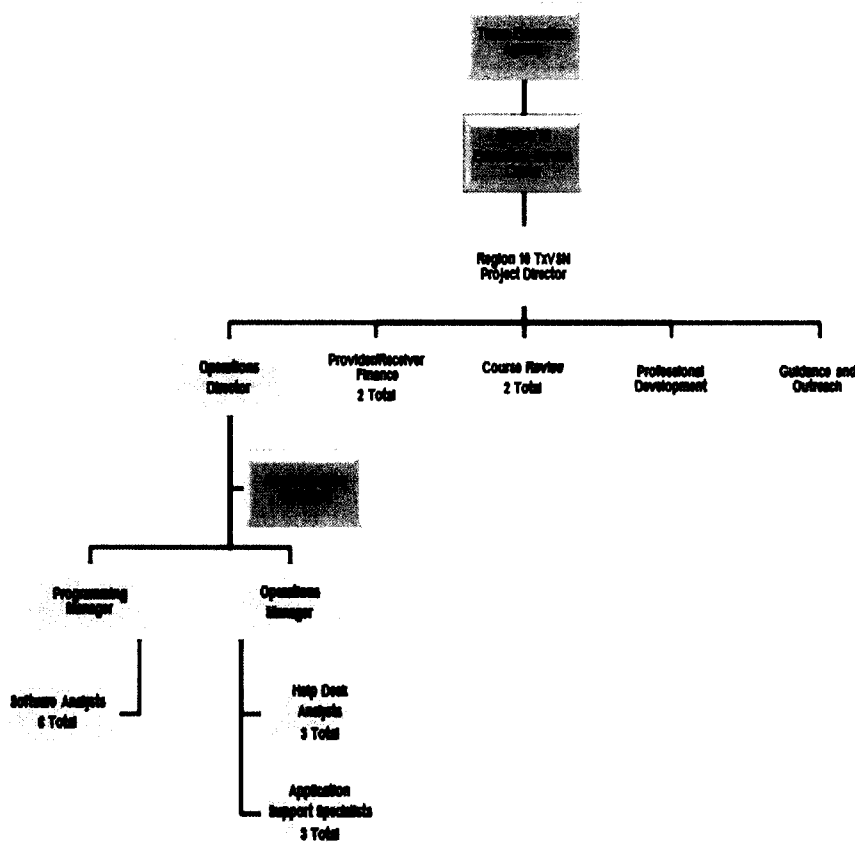 Region 10 TxVSN
Project Director
Operations
Director
Provider/Receiver
Finance
2 Total
Course Review
2 Total
Professional
Development
Guidance and
Outreach
Programming
Manager
Operations
Manager
Software Analysts
6 Total
Help Desk
Analysts
3 Total
Application
Support Specialists
3 Total